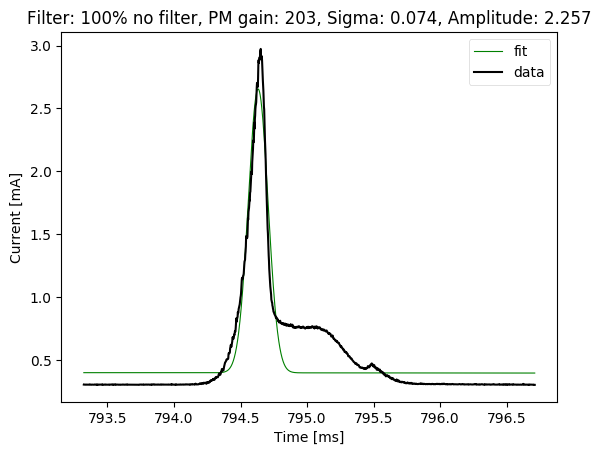 Filter: 100% no filter, PM gain: 203, Sigma: 0.074, Amplitude: 2.257
fit
data
3.0
2.5
2.0
1.5
1.0
0.5
Current [mA]
793.5 794.0 794.5 795.0 795.5 796.0 796.5
Time [ms]